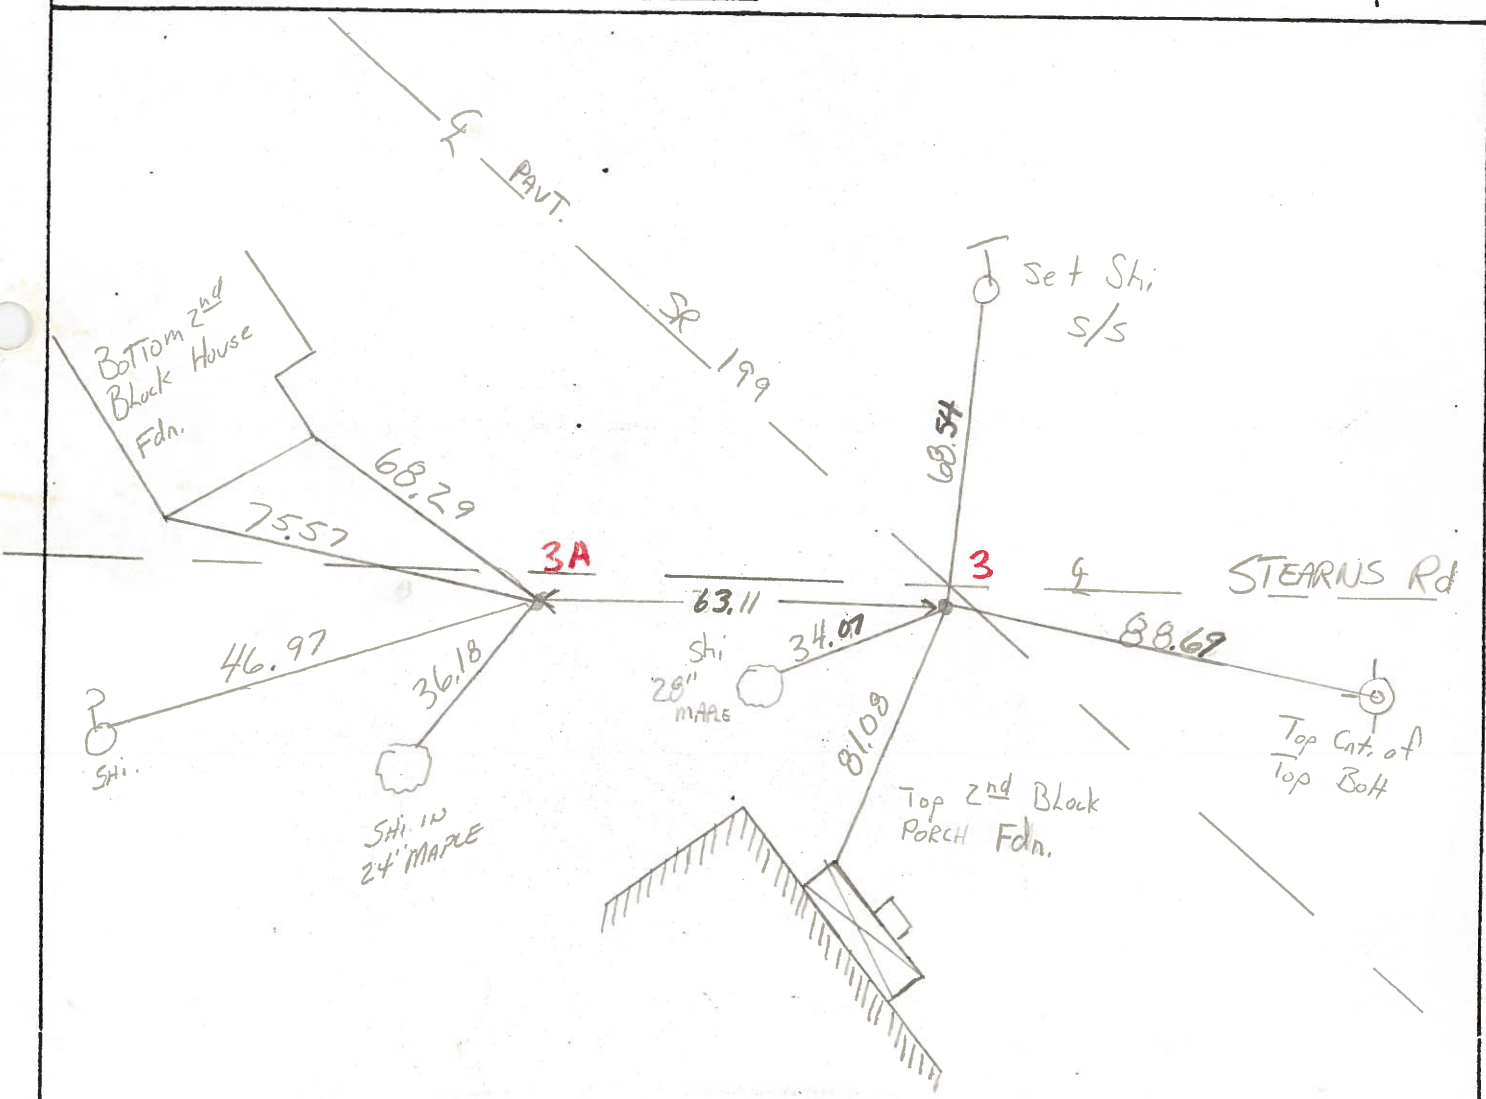 ℄
PAVT.
SR 199
Set Shi
s/s
Bottom 2nd
Block House
Fdn.
68.54
68.29
75.57
3A
3
℄
STEARNS Rd
63.11
34.07
88.69
46.97
36.18
Shi
28"
MAPLE
81.08
SHi.
Top Cnt. of
Top Bolt
SHi. IN
24" MAPLE
Top 2nd Block
PORCH Fdn.